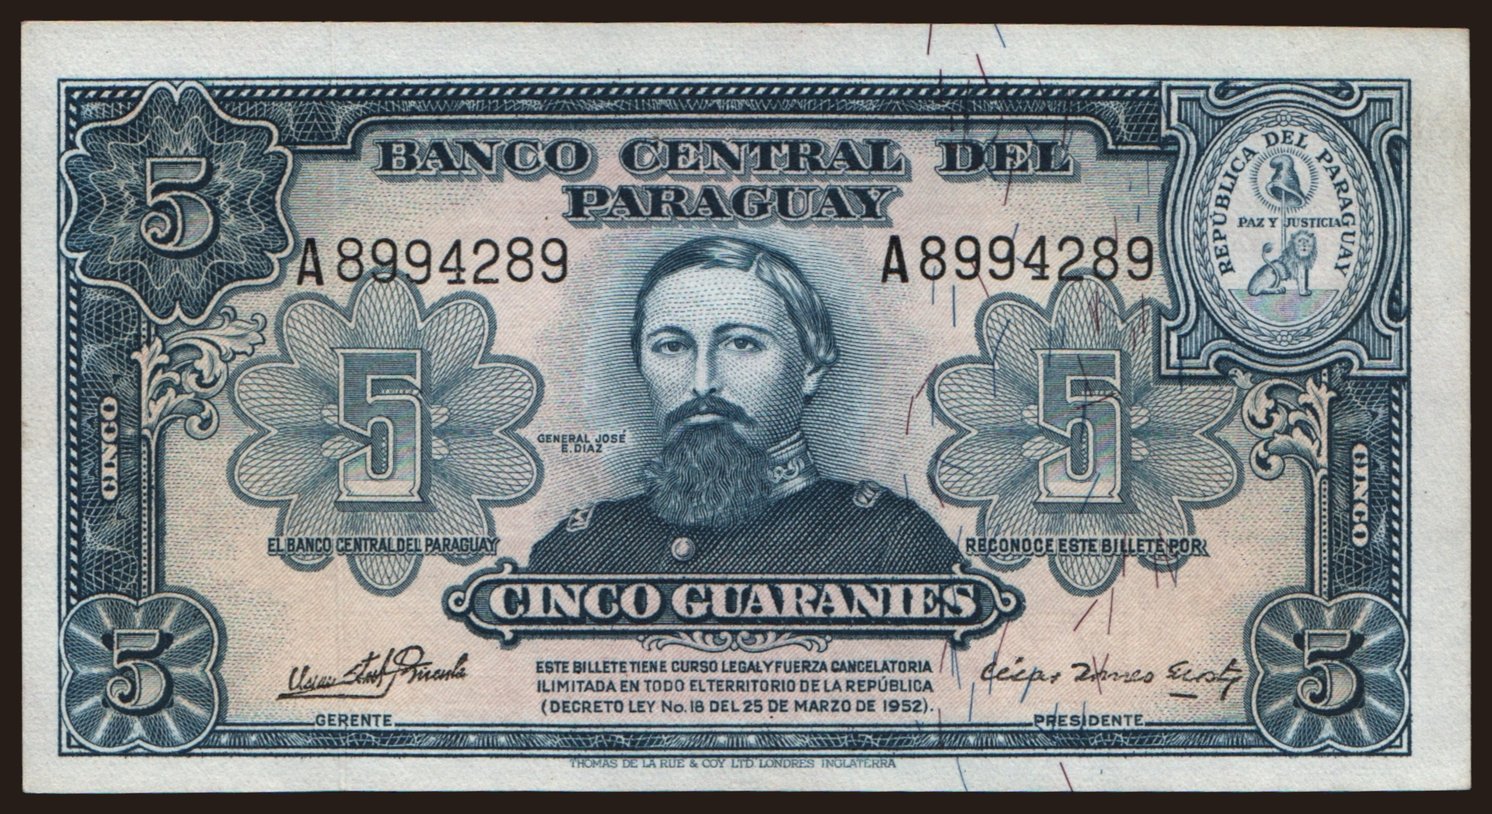 BANCO CENTRAL DEL
PARAGUAY
5
REPÚBLICA DEL PARAGUAY
PAZ Y JUSTICIA
A8994289
A8994289
5
5
CINCO
CINCO
GENERAL JOSÉ
E. DIAZ
EL BANCO CENTRAL DEL PARAGUAY
RECONOCE ESTE BILLETE POR
CINCO GUARANIES
5
5
ESTE BILLETE TIENE CURSO LEGAL Y FUERZA CANCELATORIA
ILIMITADA EN TODO EL TERRITORIO DE LA REPÚBLICA
(DECRETO LEY No. 18 DEL 25 DE MARZO DE 1952).
GERENTE
PRESIDENTE
THOMAS DE LA RUE & COY LTD LONDRES INGLATERRA